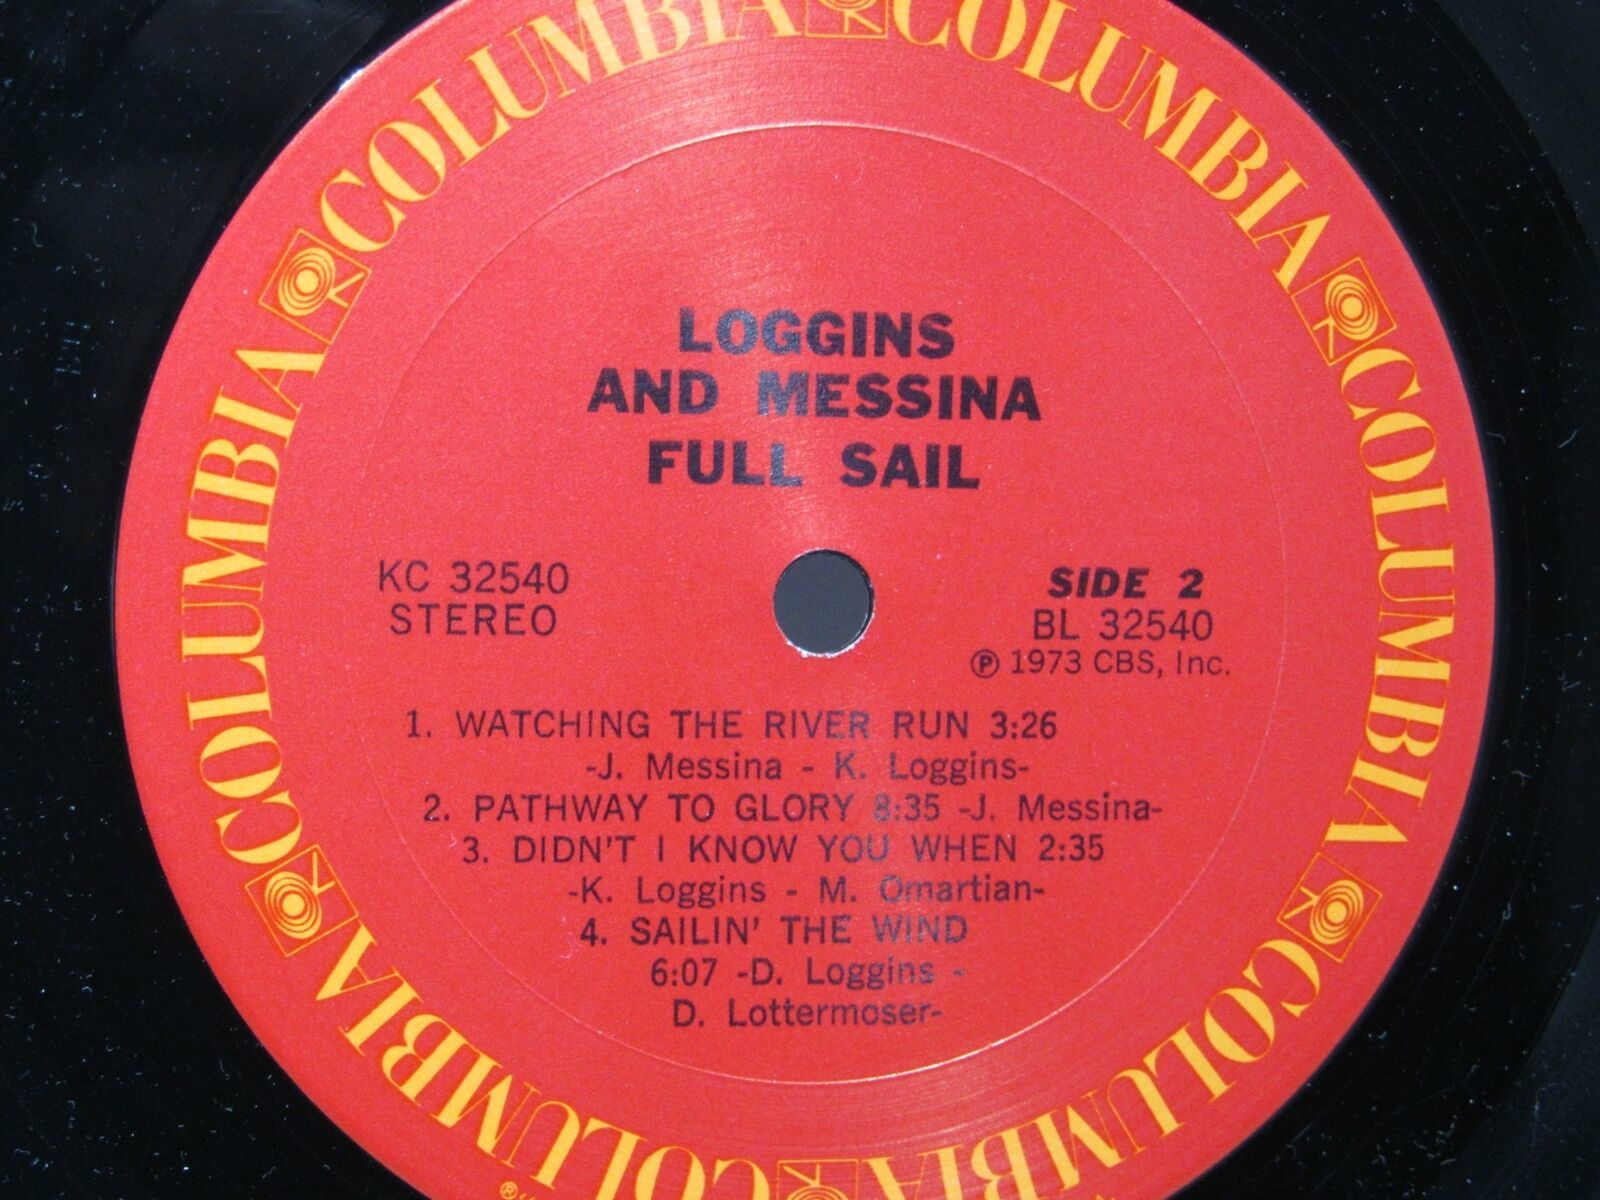 COLUMBIA COLUMBIA COLUMBIA COLUMBIA COLUMBIA COLUMBIA COLUMBIA COLUMBIA
LOGGINS
AND MESSINA
FULL SAIL
KC 32540
STEREO
SIDE 2
BL 32540
Ⓟ 1973 CBS, Inc.
1. WATCHING THE RIVER RUN 3:26
-J. Messina - K. Loggins-
2. PATHWAY TO GLORY 8:35 -J. Messina-
3. DIDN'T I KNOW YOU WHEN 2:35
-K. Loggins - M. Omartian-
4. SAILIN' THE WIND
6:07 -D. Loggins -
D. Lottermoser-